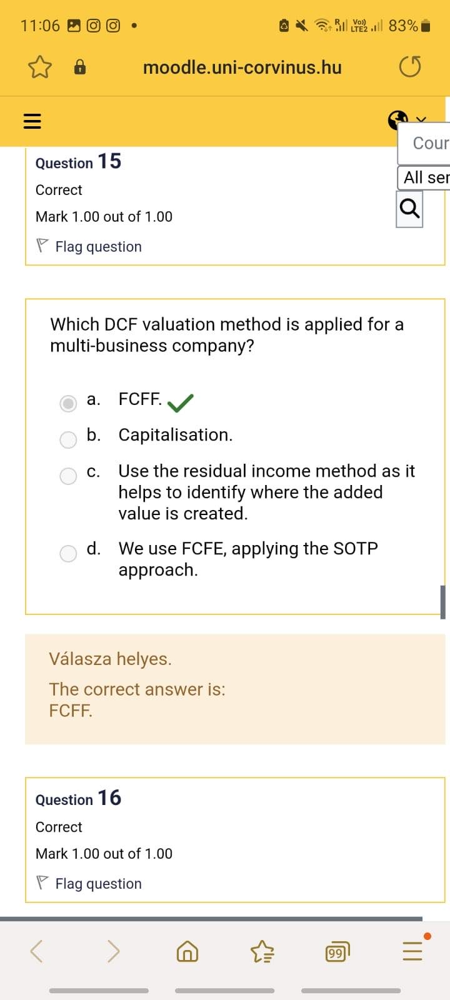 11:06
Vo)) LTE2 83%
moodle.uni-corvinus.hu
Cour
All ser
Question 15
Correct
Mark 1.00 out of 1.00
Flag question
Which DCF valuation method is applied for a
multi-business company?
a. FCFF.
b. Capitalisation.
c. Use the residual income method as it
helps to identify where the added
value is created.
d. We use FCFE, applying the SOTP
approach.
Válasza helyes.
The correct answer is:
FCFF.
Question 16
Correct
Mark 1.00 out of 1.00
Flag question
99